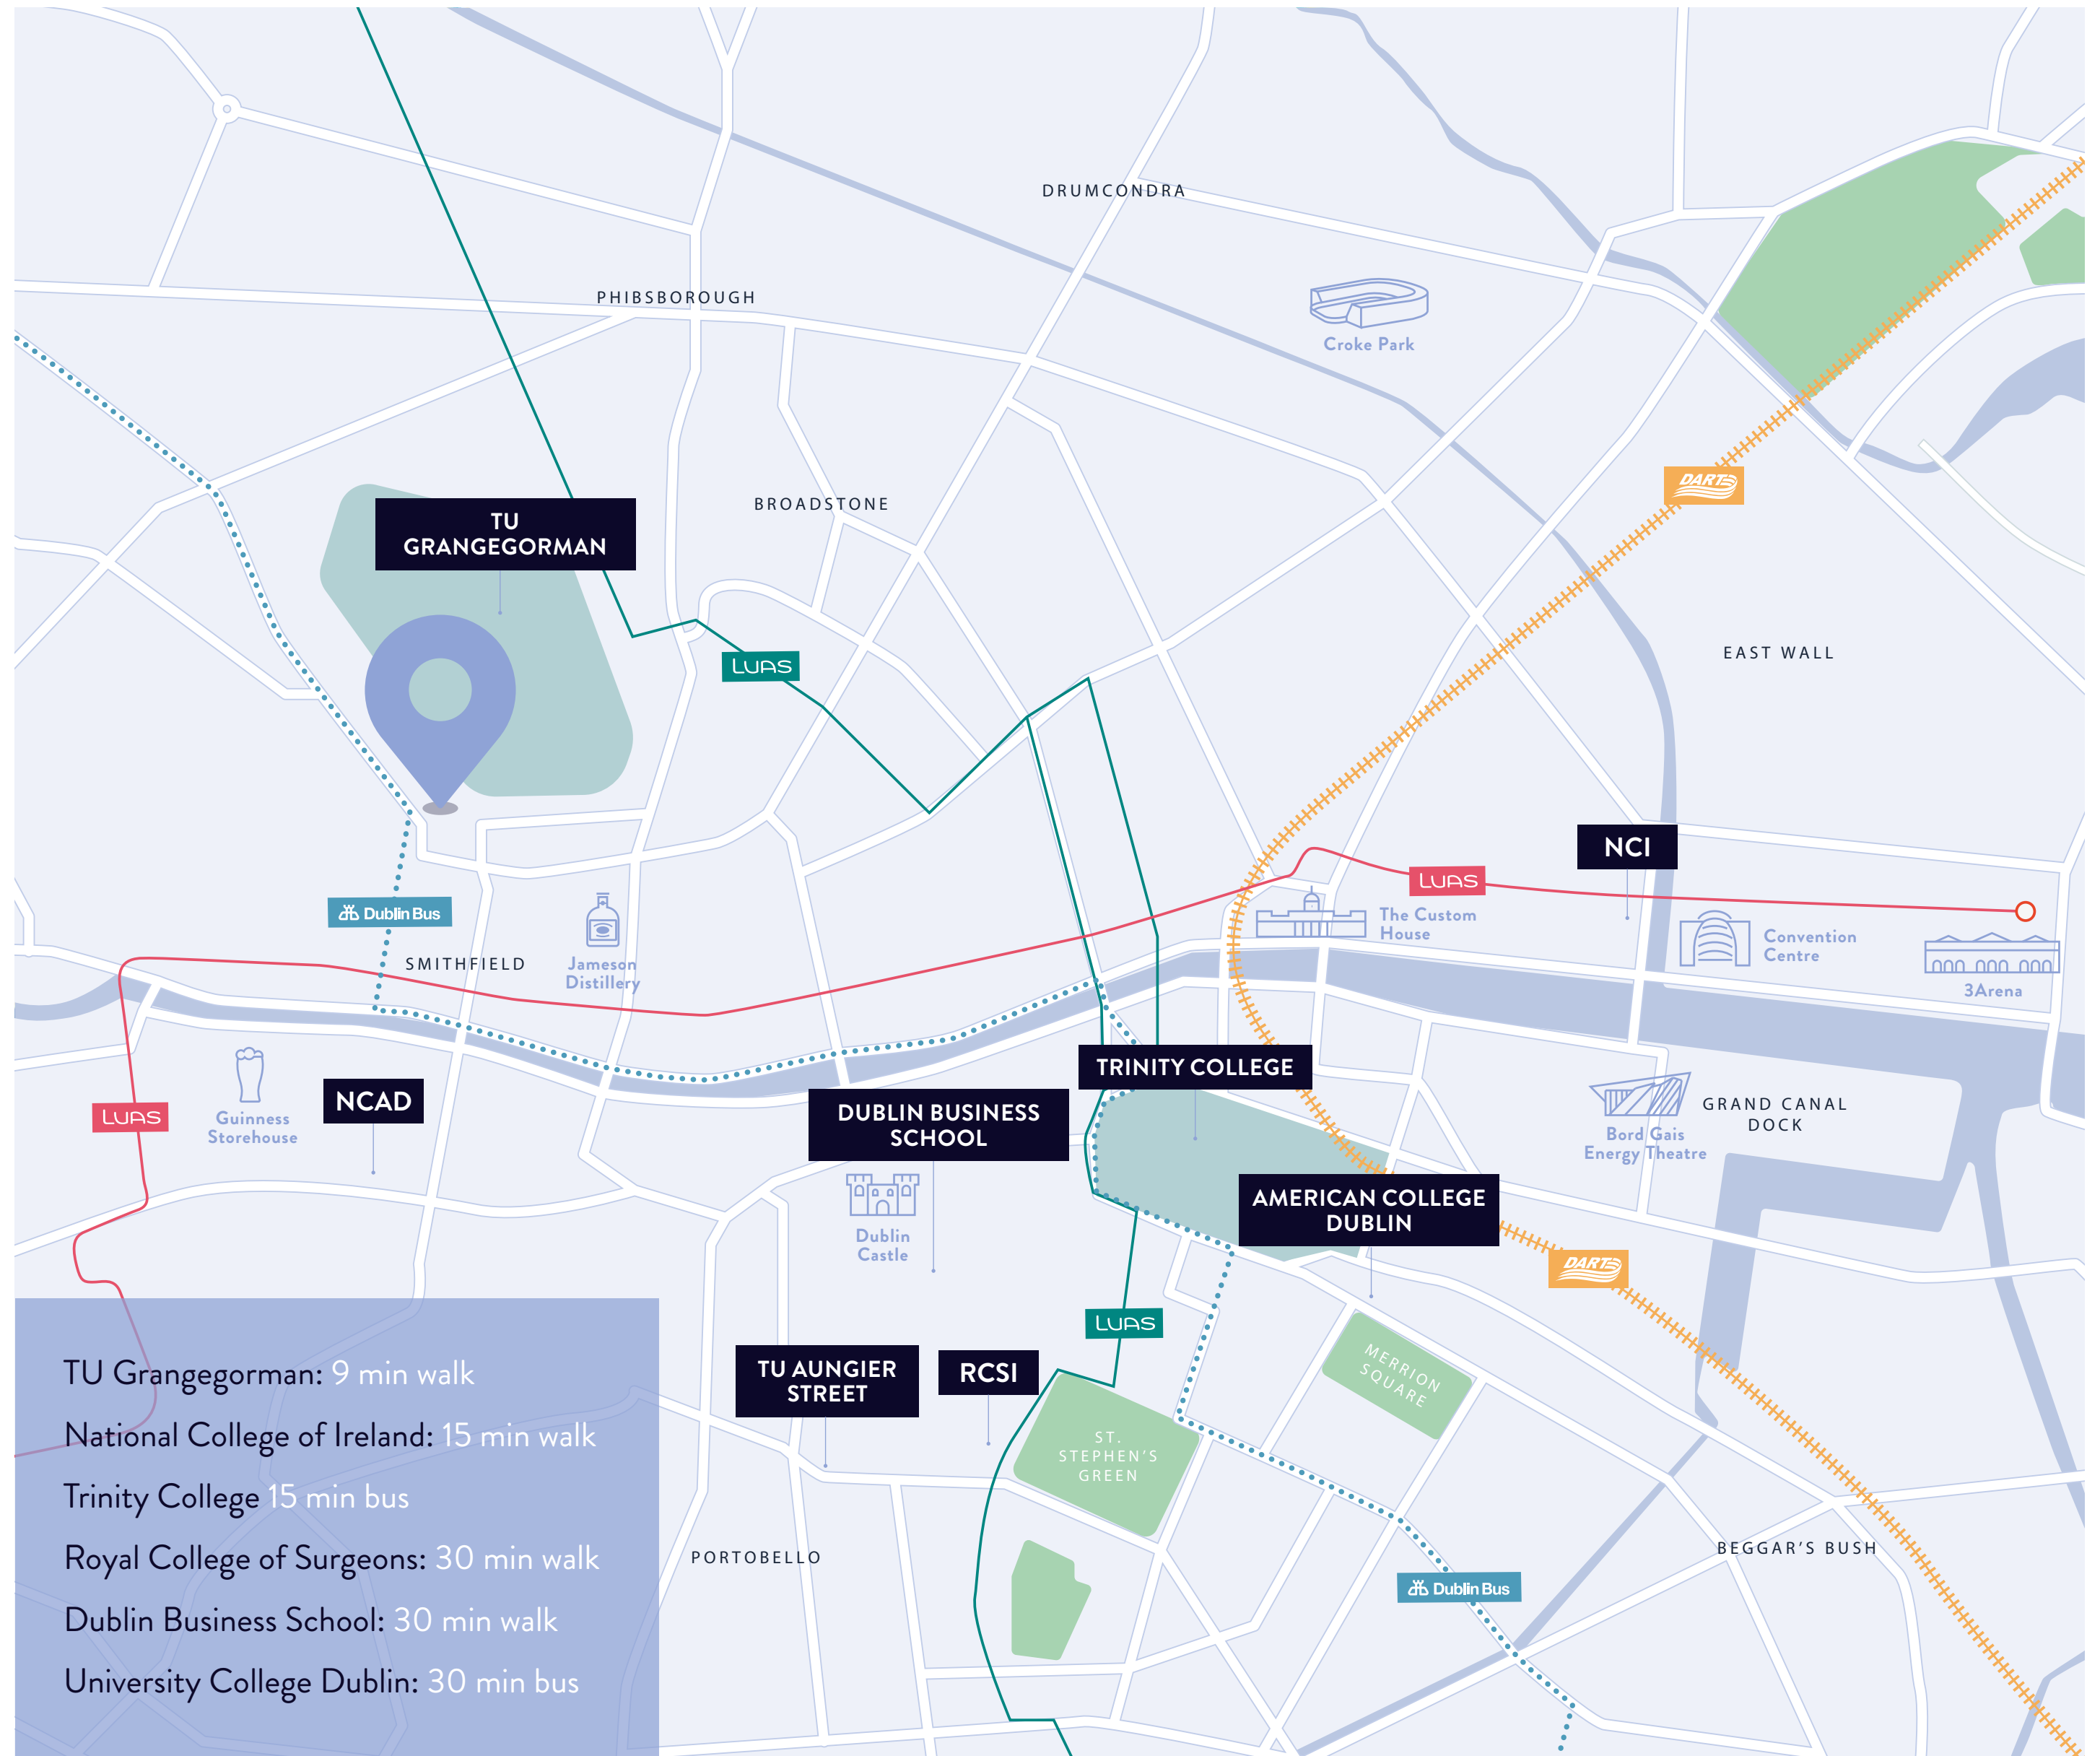 DRUMCONDRA
PHIBSBOROUGH
Croke Park
DART
BROADSTONE
TU
GRANGEGORMAN
EAST WALL
LUAS
NCI
LUAS
Dublin Bus
The Custom
House
Convention
Centre
SMITHFIELD
Jameson
Distillery
3Arena
TRINITY COLLEGE
NCAD
LUAS
Guinness
Storehouse
DUBLIN BUSINESS
SCHOOL
GRAND CANAL
DOCK
Bord Gais
Energy Theatre
AMERICAN COLLEGE
DUBLIN
Dublin
Castle
DART
LUAS
MERRION
SQUARE
TU AUNGIER
STREET
RCSI
ST.
STEPHEN'S
GREEN
PORTOBELLO
BEGGAR'S BUSH
Dublin Bus
TU Grangegorman: 9 min walk
National College of Ireland: 15 min walk
Trinity College 15 min bus
Royal College of Surgeons: 30 min walk
Dublin Business School: 30 min walk
University College Dublin: 30 min bus